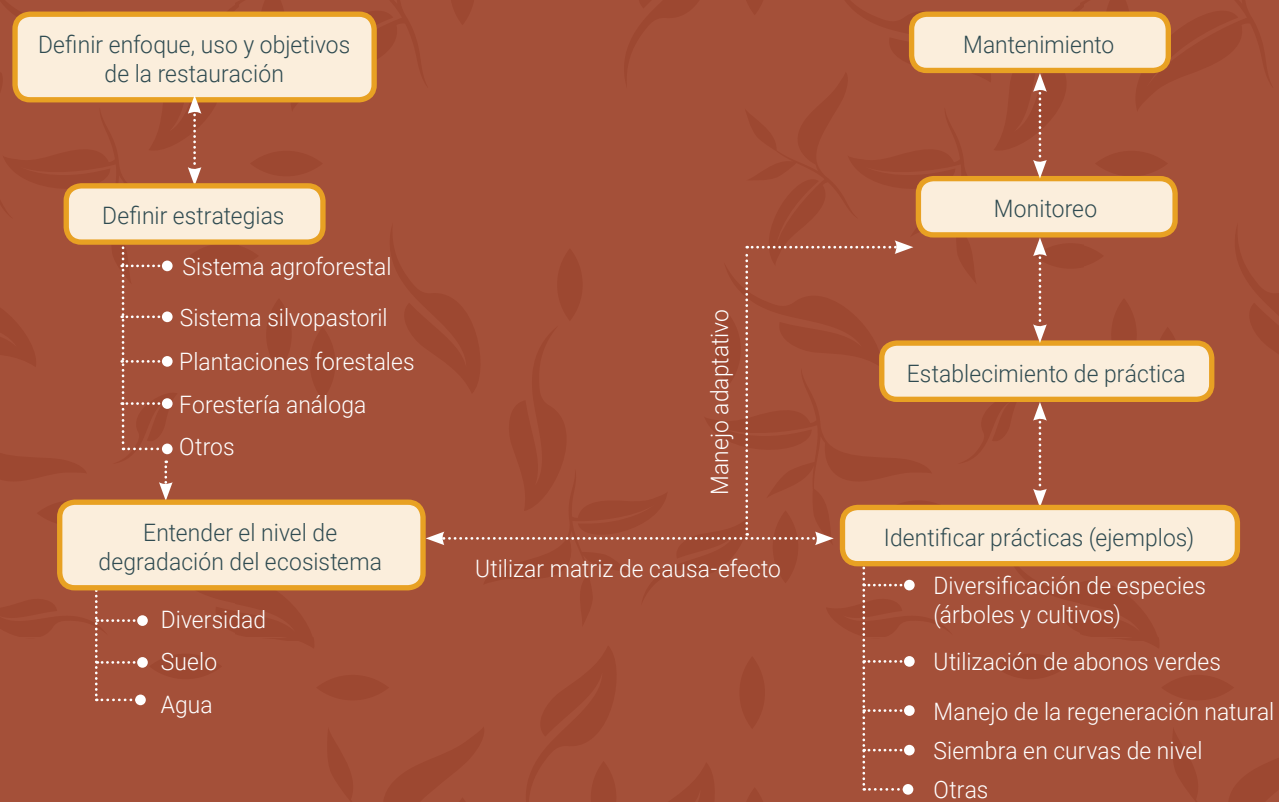 Definir enfoque, uso y objetivos
de la restauración
Definir estrategias
Sistema agroforestal
Sistema silvopastoril
Plantaciones forestales
Forestería análoga
Otros
Entender el nivel de
degradación del ecosistema
Diversidad
Suelo
Agua
Utilizar matriz de causa-efecto
Manejo adaptativo
Mantenimiento
Monitoreo
Establecimiento de práctica
Identificar prácticas (ejemplos)
Diversificación de especies
(árboles y cultivos)
Utilización de abonos verdes
Manejo de la regeneración natural
Siembra en curvas de nivel
Otras